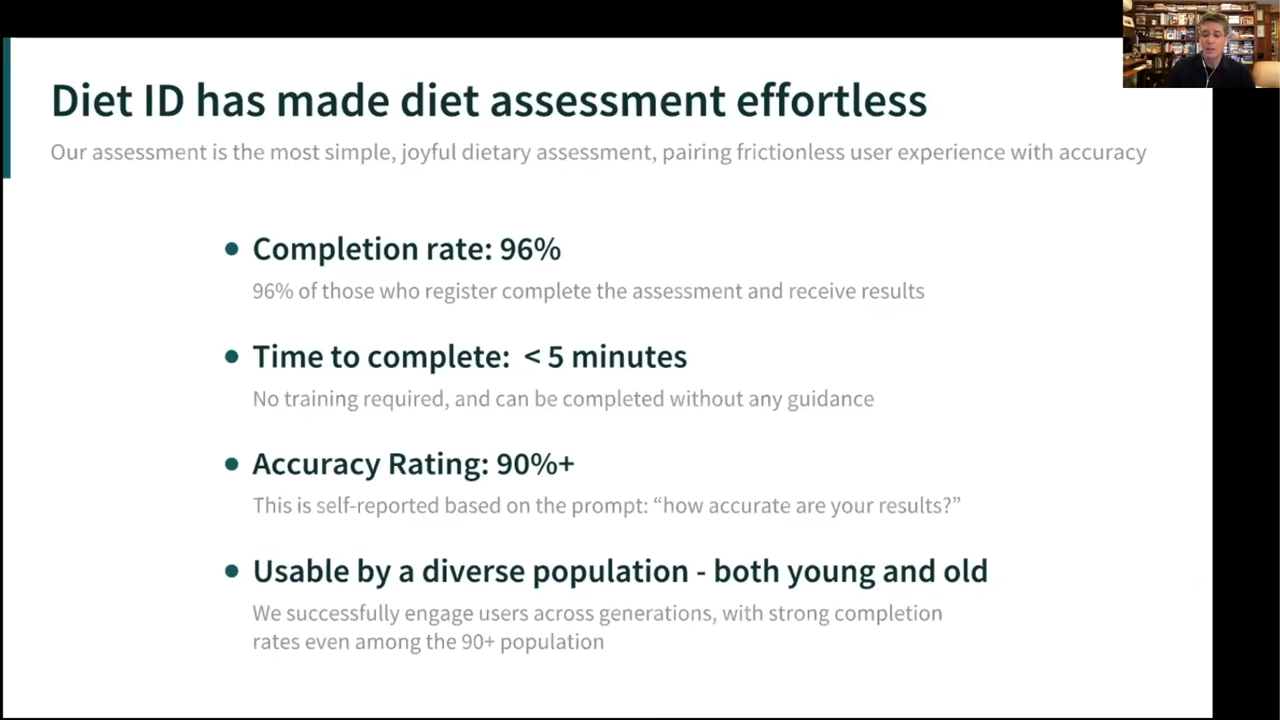 Diet ID has made diet assessment effortless
Our assessment is the most simple, joyful dietary assessment, pairing frictionless user experience with accuracy
• Completion rate: 96%
96% of those who register complete the assessment and receive results
• Time to complete:  < 5 minutes
No training required, and can be completed without any guidance
• Accuracy Rating: 90%+
This is self-reported based on the prompt: “how accurate are your results?”
• Usable by a diverse population - both young and old
We successfully engage users across generations, with strong completion
rates even among the 90+ population